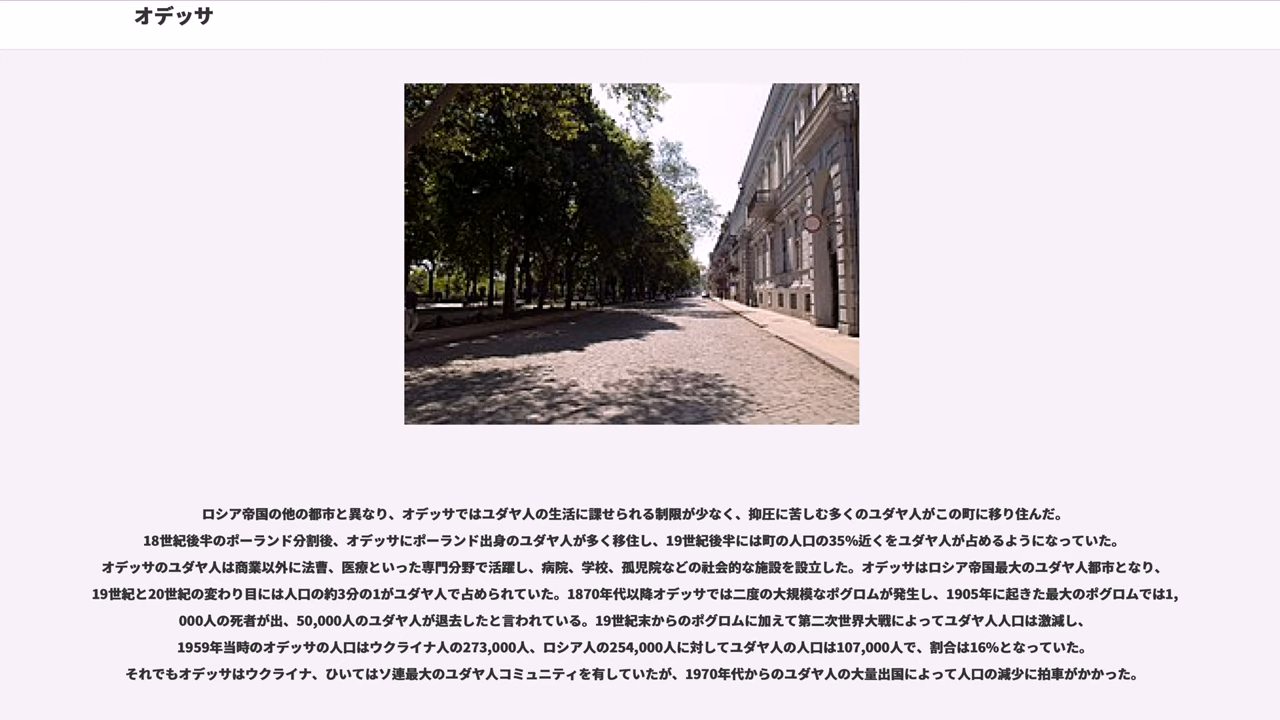 オデッサ
ロシア帝国の他の都市と異なり、オデッサではユダヤ人の生活に課せられる制限が少なく、抑圧に苦しむ多くのユダヤ人がこの町に移り住んだ。
18世紀後半のポーランド分割後、オデッサにポーランド出身のユダヤ人が多く移住し、19世紀後半には町の人口の35%近くをユダヤ人が占めるようになっていた。
オデッサのユダヤ人は商業以外に法曹、医療といった専門分野で活躍し、病院、学校、孤児院などの社会的な施設を設立した。オデッサはロシア帝国最大のユダヤ人都市となり、
19世紀と20世紀の変わり目には人口の約3分の1がユダヤ人で占められていた。1870年代以降オデッサでは二度の大規模なポグロムが発生し、1905年に起きた最大のポグロムでは1,
000人の死者が出、50,000人のユダヤ人が退去したと言われている。19世紀末からのポグロムに加えて第二次世界大戦によってユダヤ人人口は激減し、
1959年当時のオデッサの人口はウクライナ人の273,000人、ロシア人の254,000人に対してユダヤ人の人口は107,000人で、割合は16%となっていた。
それでもオデッサはウクライナ、ひいてはソ連最大のユダヤ人コミュニティを有していたが、1970年代からのユダヤ人の大量出国によって人口の減少に拍車がかかった。